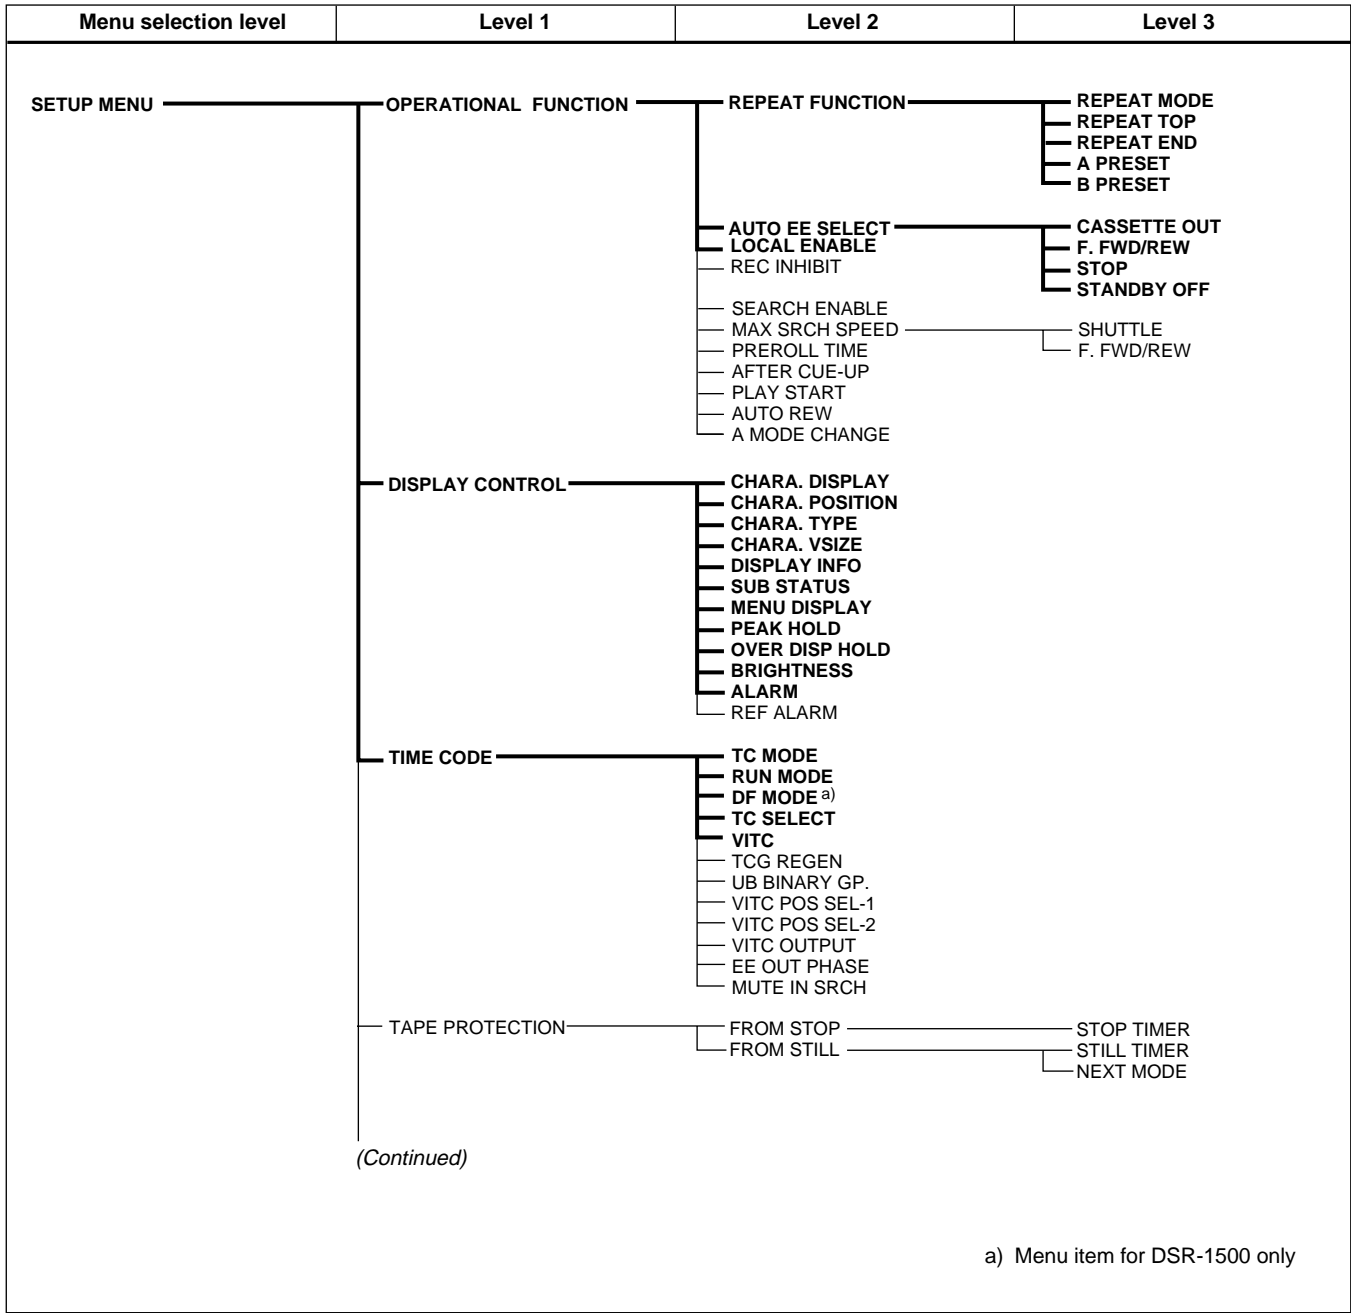 Menu selection level Level 1 Level 2 Level 3
SETUP MENU OPERATIONAL FUNCTION REPEAT FUNCTION REPEAT MODE
REPEAT TOP
REPEAT END
A PRESET
B PRESET
AUTO EE SELECT CASSETTE OUT
LOCAL ENABLE F. FWD/REW
REC INHIBIT STOP
STANDBY OFF
SEARCH ENABLE
MAX SRCH SPEED SHUTTLE
PREROLL TIME F. FWD/REW
AFTER CUE-UP
PLAY START
AUTO REW
A MODE CHANGE
DISPLAY CONTROL CHARA. DISPLAY
CHARA. POSITION
CHARA. TYPE
CHARA. VSIZE
DISPLAY INFO
SUB STATUS
MENU DISPLAY
PEAK HOLD
OVER DISP HOLD
BRIGHTNESS
ALARM
REF ALARM
TIME CODE TC MODE
RUN MODE
DF MODE a)
TC SELECT
VITC
TCG REGEN
UB BINARY GP.
VITC POS SEL-1
VITC POS SEL-2
VITC OUTPUT
EE OUT PHASE
MUTE IN SRCH
TAPE PROTECTION FROM STOP STOP TIMER
FROM STILL STILL TIMER
NEXT MODE
(Continued)
a) Menu item for DSR-1500 only